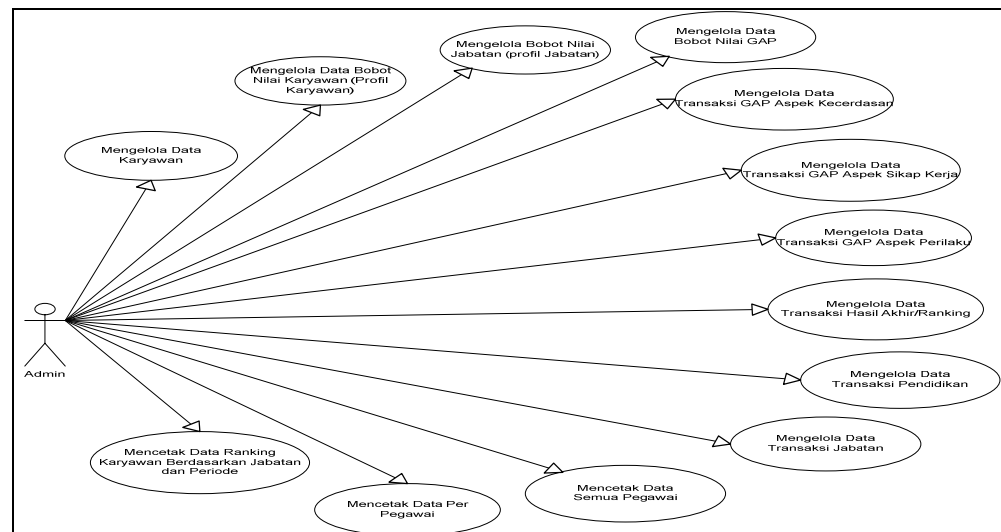 Mengelola Data
Bobot Nilai GAP
Mengelola Bobot Nilai
Jabatan (profil Jabatan)
Mengelola Data Bobot
Nilai Karyawan (Profil
Karyawan)
Mengelola Data
Transaksi GAP Aspek Kecerdasan
Mengelola Data
Karyawan
Mengelola Data
Transaksi GAP Aspek Sikap Kerja
Mengelola Data
Transaksi GAP Aspek Perilaku
Mengelola Data
Transaksi Hasil Akhir/Ranking
Admin
Mengelola Data
Transaksi Pendidikan
Mengelola Data
Transaksi Jabatan
Mencetak Data Ranking
Karyawan Berdasarkan Jabatan
dan Periode
Mencetak Data
Semua Pegawai
Mencetak Data Per
Pegawai